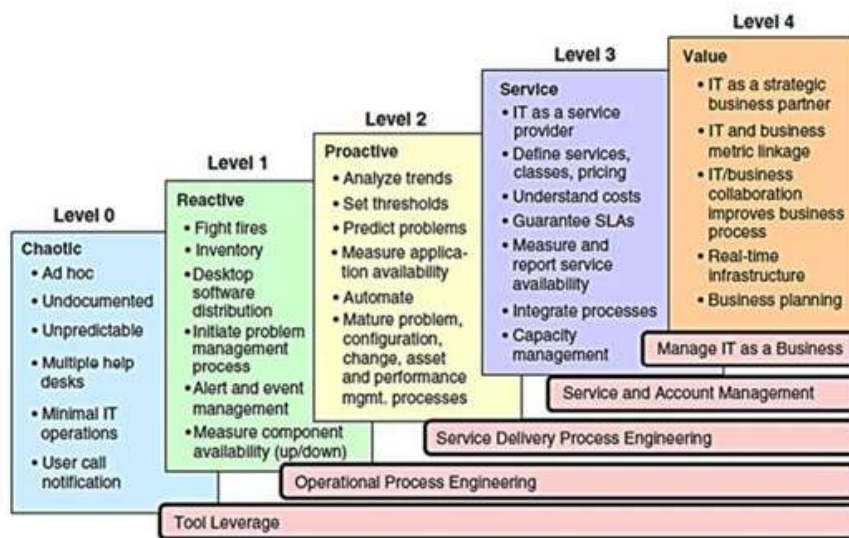 Level 0
Chaotic
• Ad hoc
• Undocumented
• Unpredictable
• Multiple help
desks
• Minimal IT
operations
• User call
notification
Level 1
Reactive
• Fight fires
• Inventory
• Desktop
software
distribution
• Initiate problem
management
process
• Alert and event
management
• Measure component
availability (up/down)
Level 2
Proactive
• Analyze trends
• Set thresholds
• Predict problems
• Measure applica-
tion availability
• Automate
• Mature problem,
configuration,
change, asset
and performance
mgmt. processes
Level 3
Service
• IT as a service
provider
• Define services,
classes, pricing
• Understand costs
• Guarantee SLAs
• Measure and
report service
availability
• Integrate processes
• Capacity
management
Level 4
Value
• IT as a strategic
business partner
• IT and business
metric linkage
• IT/business
collaboration
improves business
process
• Real-time
infrastructure
• Business planning
Manage IT as a Business
Service and Account Management
Service Delivery Process Engineering
Operational Process Engineering
Tool Leverage